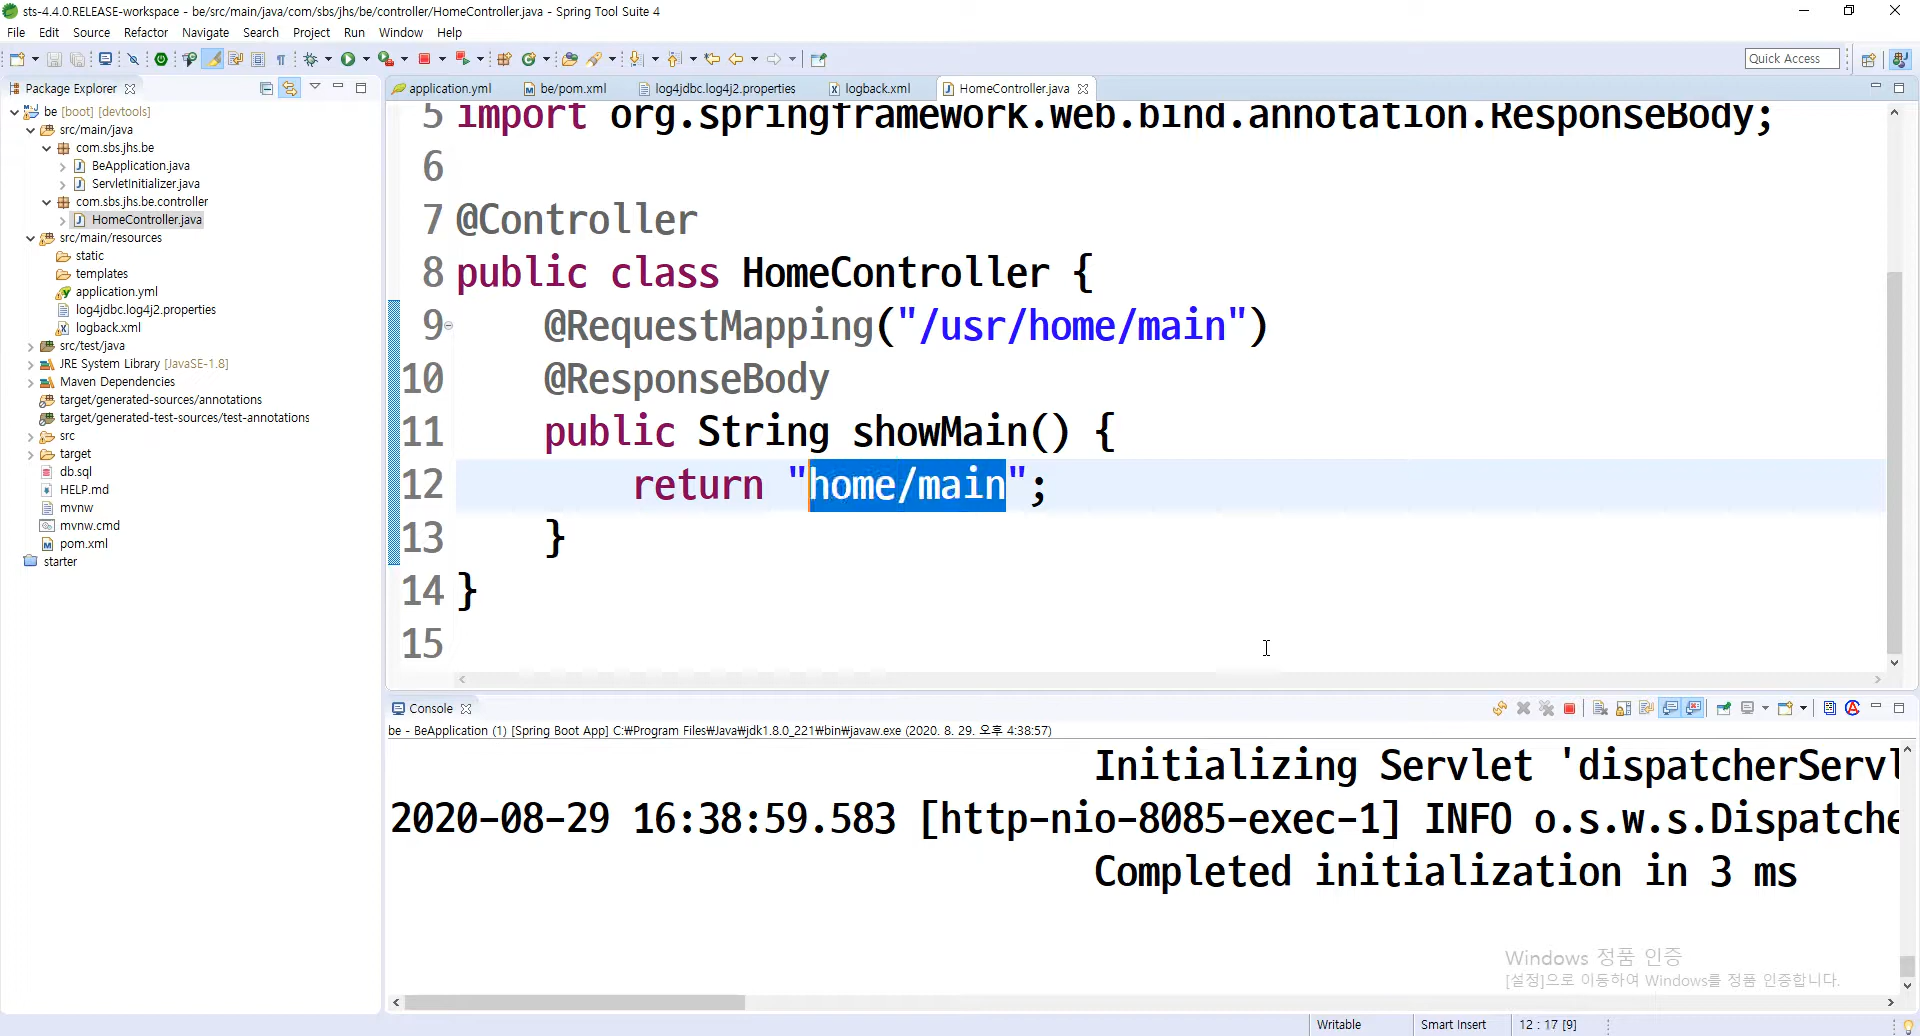 sts-4.4.0.RELEASE-workspace - be/src/main/java/com/sbs/jhs/be/controller/HomeController.java - Spring Tool Suite 4
File Edit Source Refactor Navigate Search Project Run Window Help
Quick Access
Package Explorer
application.yml be/pom.xml log4jdbc.log4j2.properties logback.xml HomeController.java
be [boot] [devtools]
src/main/java
com.sbs.jhs.be
BeApplication.java
ServletInitializer.java
com.sbs.jhs.be.controller
HomeController.java
src/main/resources
static
templates
application.yml
log4jdbc.log4j2.properties
logback.xml
src/test/java
JRE System Library [JavaSE-1.8]
Maven Dependencies
target/generated-sources/annotations
target/generated-test-sources/test-annotations
src
target
db.sql
HELP.md
mvnw
mvnw.cmd
pom.xml
starter
5 import org.springframework.web.bind.annotation.ResponseBody;
6
7 @Controller
8 public class HomeController {
9 @RequestMapping("/usr/home/main")
10 @ResponseBody
11 public String showMain() {
12 return "home/main";
13 }
14 }
15
Console
be - BeApplication (1) [Spring Boot App] C:₩Program Files₩Java₩jdk1.8.0_221₩bin₩javaw.exe (2020. 8. 29. 오후 4:38:57)
Initializing Servlet 'dispatcherServl
2020-08-29 16:38:59.583 [http-nio-8085-exec-1] INFO o.s.w.s.Dispatche
Completed initialization in 3 ms
Windows 정품 인증
[설정]으로 이동하여 Windows를 정품 인증합니다.
Writable Smart Insert 12 : 17 [9]